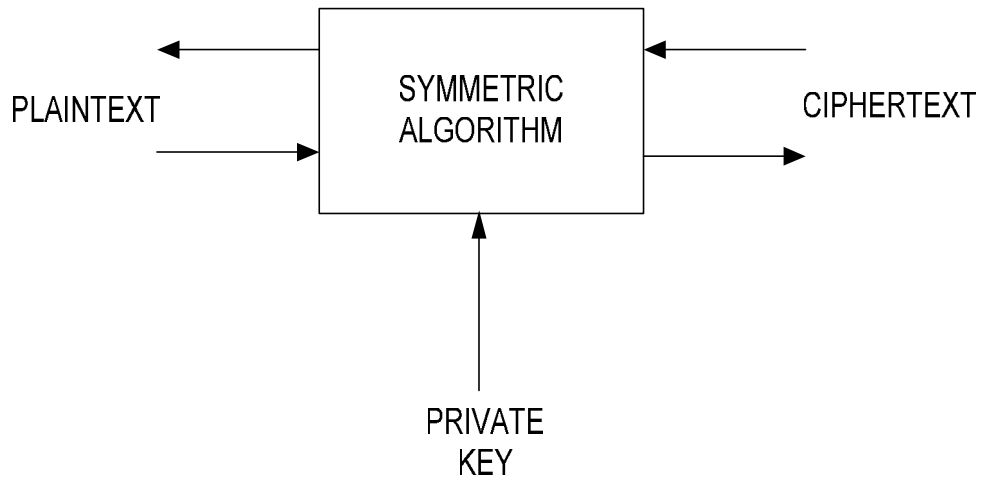 SYMMETRIC
ALGORITHM
PLAINTEXT
CIPHERTEXT
PRIVATE
KEY